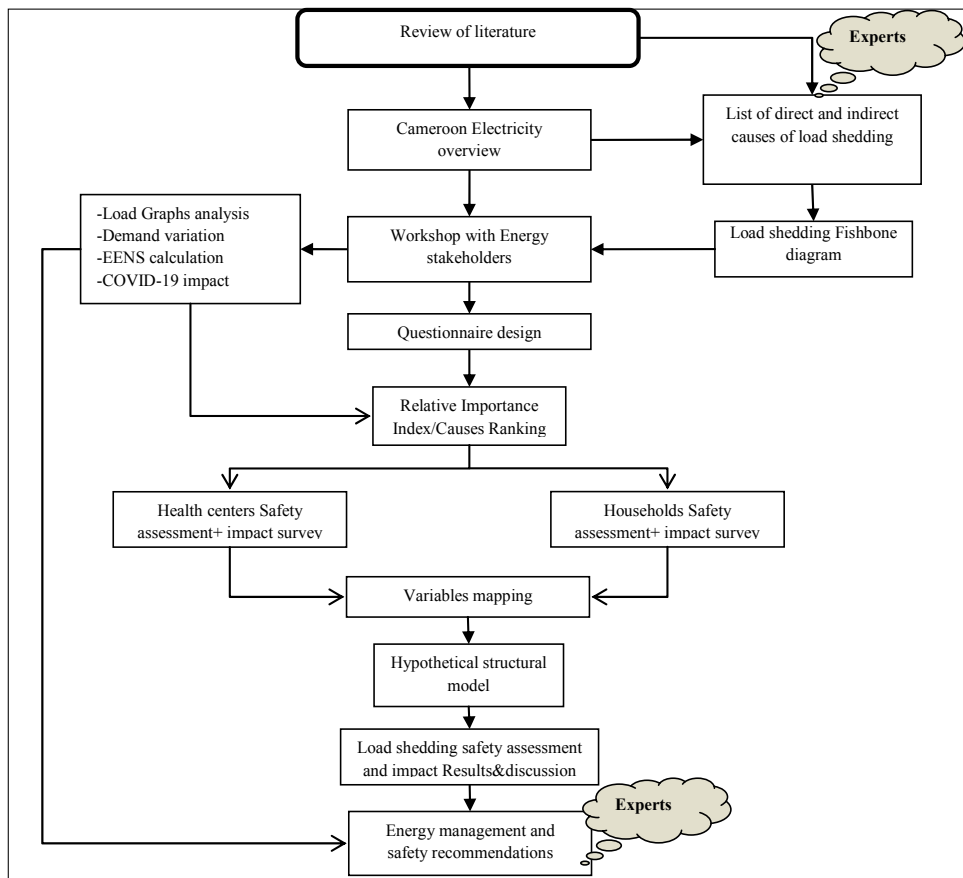 Review of literature
Experts
List of direct and indirect
causes of load shedding
Cameroon Electricity
overview
-Load Graphs analysis
-Demand variation
-EENS calculation
-COVID-19 impact
Workshop with Energy
stakeholders
Load shedding Fishbone
diagram
Questionnaire design
Relative Importance
Index/Causes Ranking
Health centers Safety
assessment+ impact survey
Households Safety
assessment+ impact survey
Variables mapping
Hypothetical structural
model
Load shedding safety assessment
and impact Results&discussion
Experts
Energy management and
safety recommendations